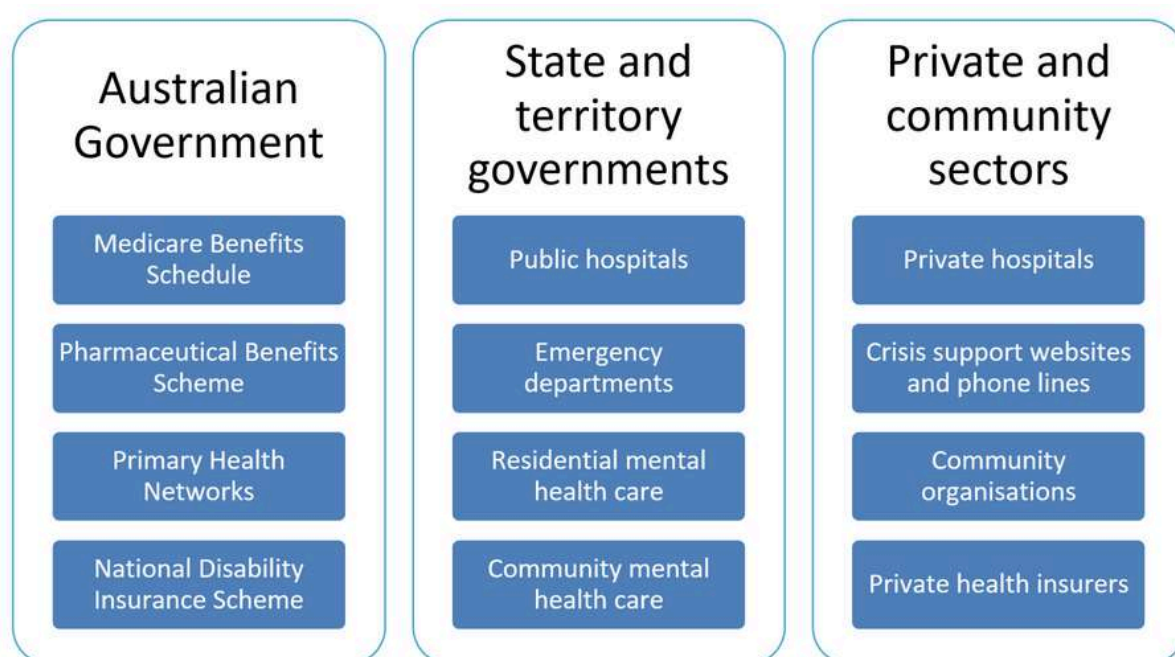 Australian
Government
Medicare Benefits
Schedule
Pharmaceutical Benefits
Scheme
Primary Health
Networks
National Disability
Insurance Scheme
State and
territory
governments
Public hospitals
Emergency
departments
Residential mental
health care
Community mental
health care
Private and
community
sectors
Private hospitals
Crisis support websites
and phone lines
Community
organisations
Private health insurers